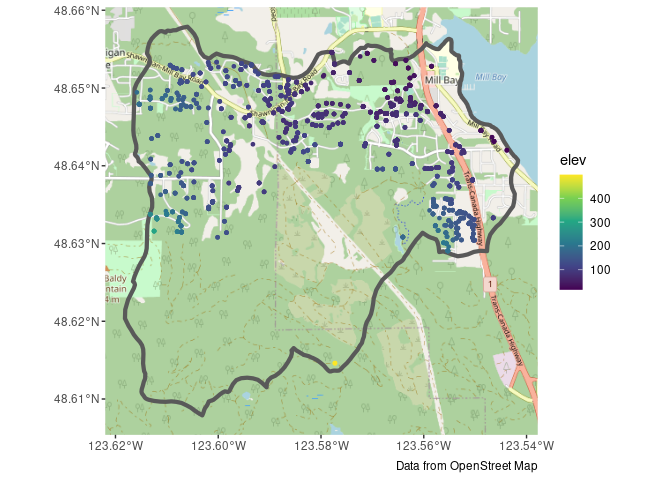 48.66°N
48.65°N
48.64°N
48.63°N
48.62°N
48.61°N
123.62°W
123.60°W
123.58°W
123.56°W
123.54°W
Mill Bay
Mill Bay
Trans-Canada Highway
1
Trans-Canada Highway
Baldy
elev
400
300
200
100
Data from OpenStreet Map